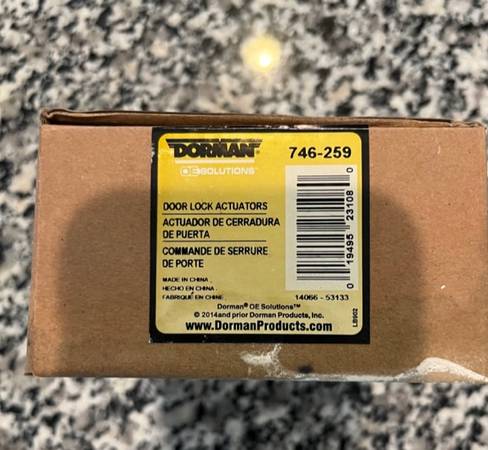 DORMAN®
OE SOLUTIONS™
746-259
DOOR LOCK ACTUATORS
ACTUADOR DE CERRADURA
DE PUERTA
COMMANDE DE SERRURE
DE PORTE
MADE IN CHINA
HECHO EN CHINA
FABRIQUÉ EN CHINE
0 19495 23108 0
14066 - 53133
Dorman® OE Solutions™
© 2014and prior Dorman Products, Inc.
www.DormanProducts.com
LB902